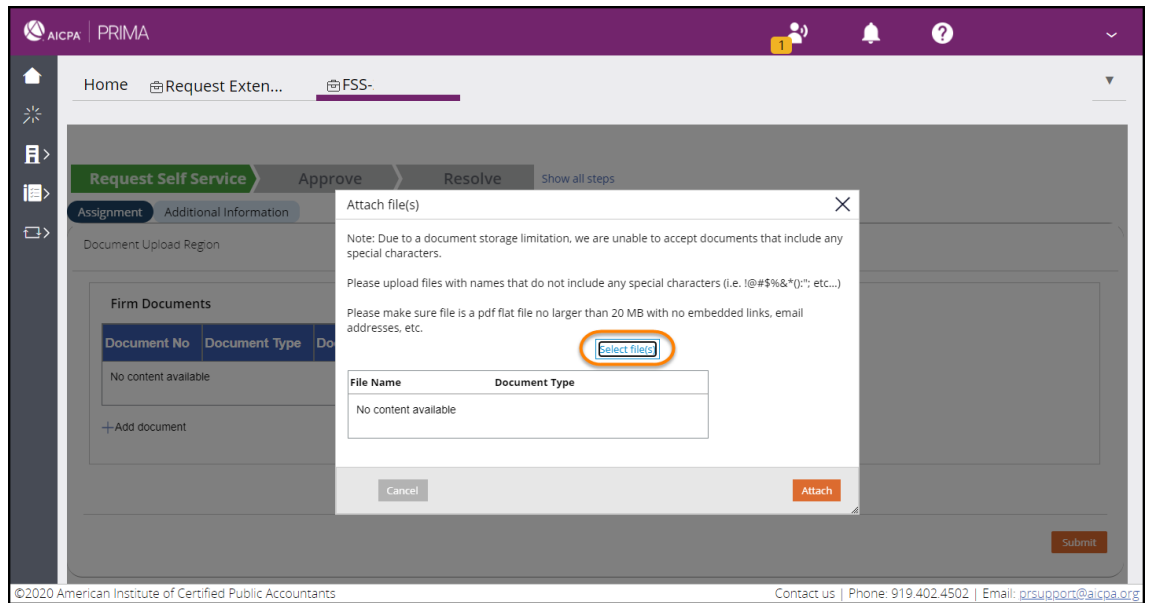 AICPA PRIMA
1
?
Home Request Exten... FSS-
Request Self Service Approve Resolve Show all steps
Assignment Additional Information
Document Upload Region
Firm Documents
Document No Document Type Do
No content available
+Add document
Attach file(s)
Note: Due to a document storage limitation, we are unable to accept documents that include any
special characters.
Please upload files with names that do not include any special characters (i.e. !@#$%&*():"; etc...)
Please make sure file is a pdf flat file no larger than 20 MB with no embedded links, email
addresses, etc.
Select file(s)
File Name Document Type
No content available
Cancel Attach
Submit
©2020 American Institute of Certified Public Accountants Contact us | Phone: 919.402.4502 | Email: prsupport@aicpa.org